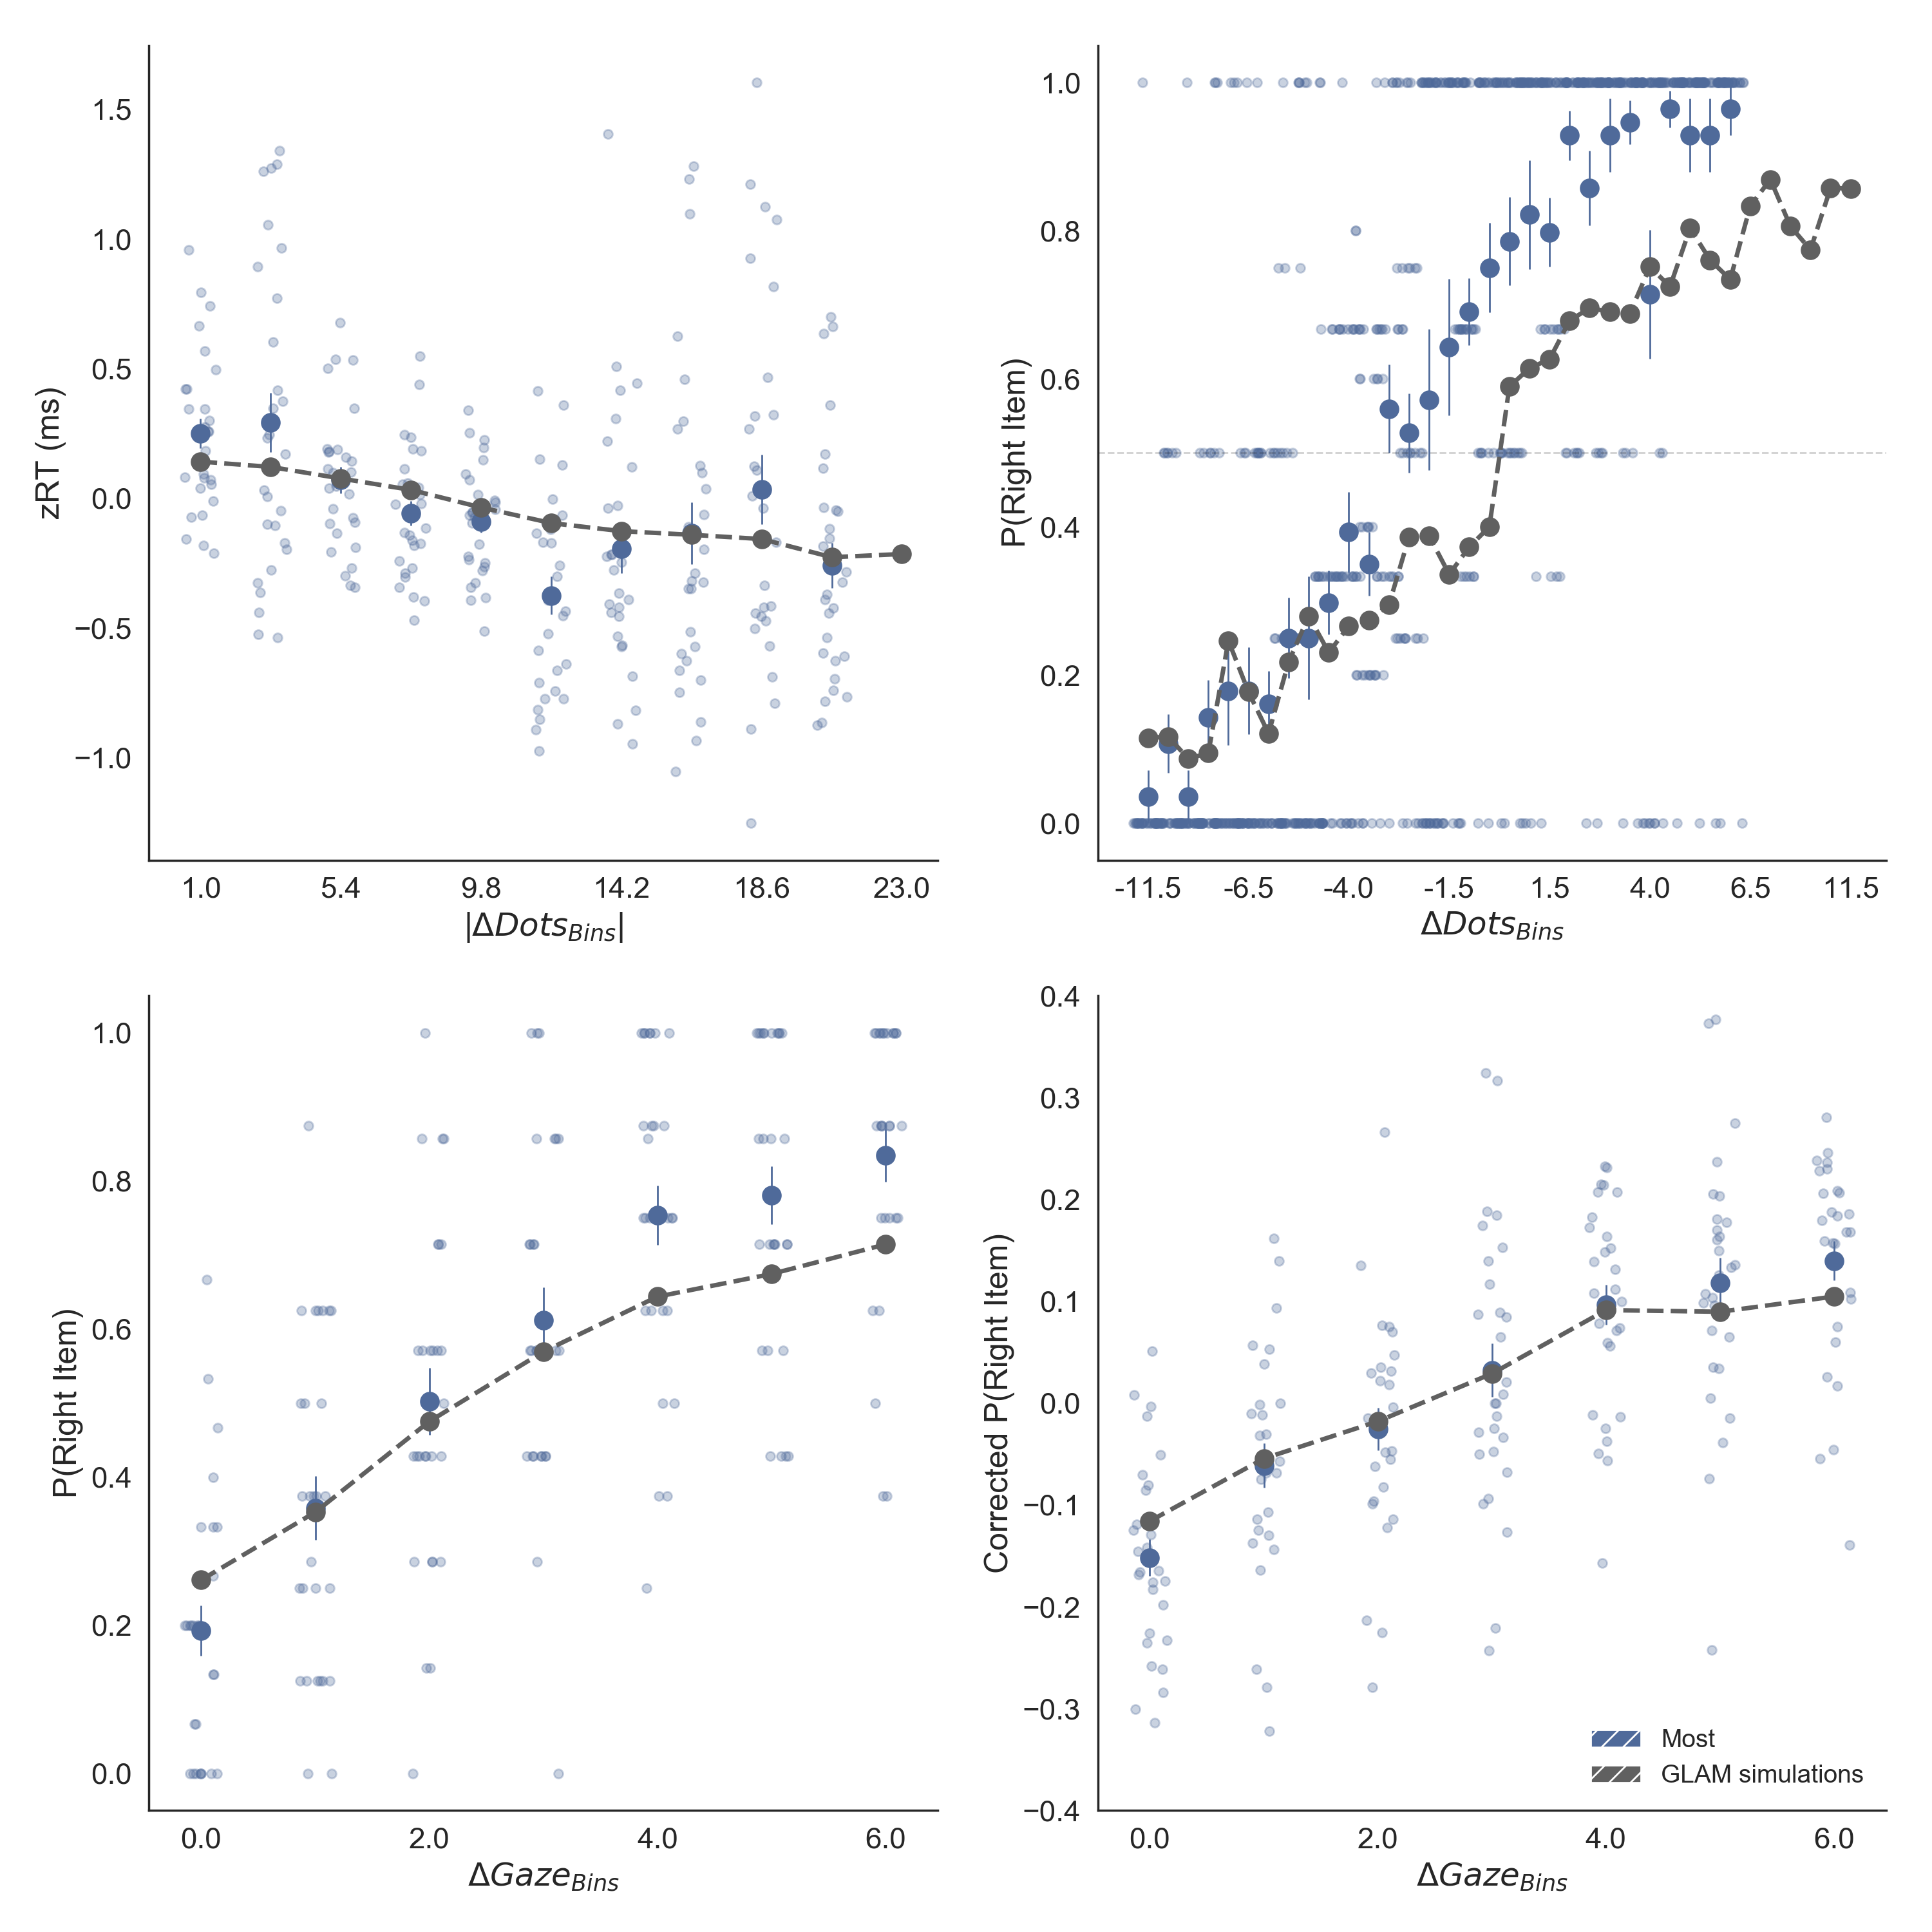 1.5
1.0
0.5
0.0
−0.5
−1.0
zRT (ms)
1.0 5.4 9.8 14.2 18.6 23.0
|ΔDots_Bins|
1.0
0.8
0.6
0.4
0.2
0.0
P(Right Item)
-11.5 -6.5 -4.0 -1.5 1.5 4.0 6.5 11.5
ΔDots_Bins
1.0
0.8
0.6
0.4
0.2
0.0
P(Right Item)
0.0 2.0 4.0 6.0
ΔGaze_Bins
0.4
0.3
0.2
0.1
0.0
−0.1
−0.2
−0.3
−0.4
Corrected P(Right Item)
Most
GLAM simulations
0.0 2.0 4.0 6.0
ΔGaze_Bins